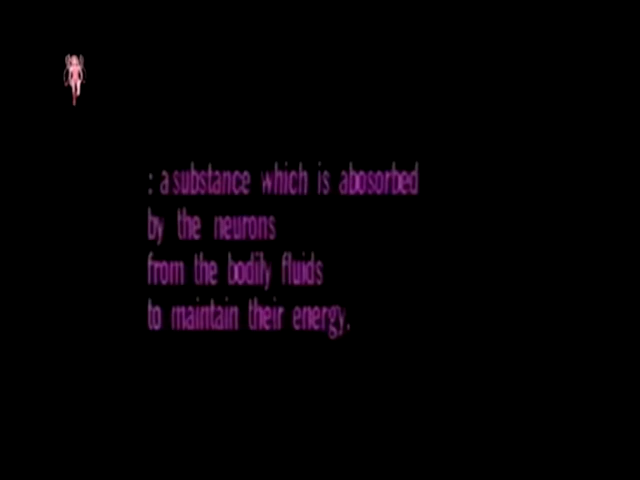 : a substance which is abosorbed
by the neurons
from the bodily fluids
to maintain their energy.